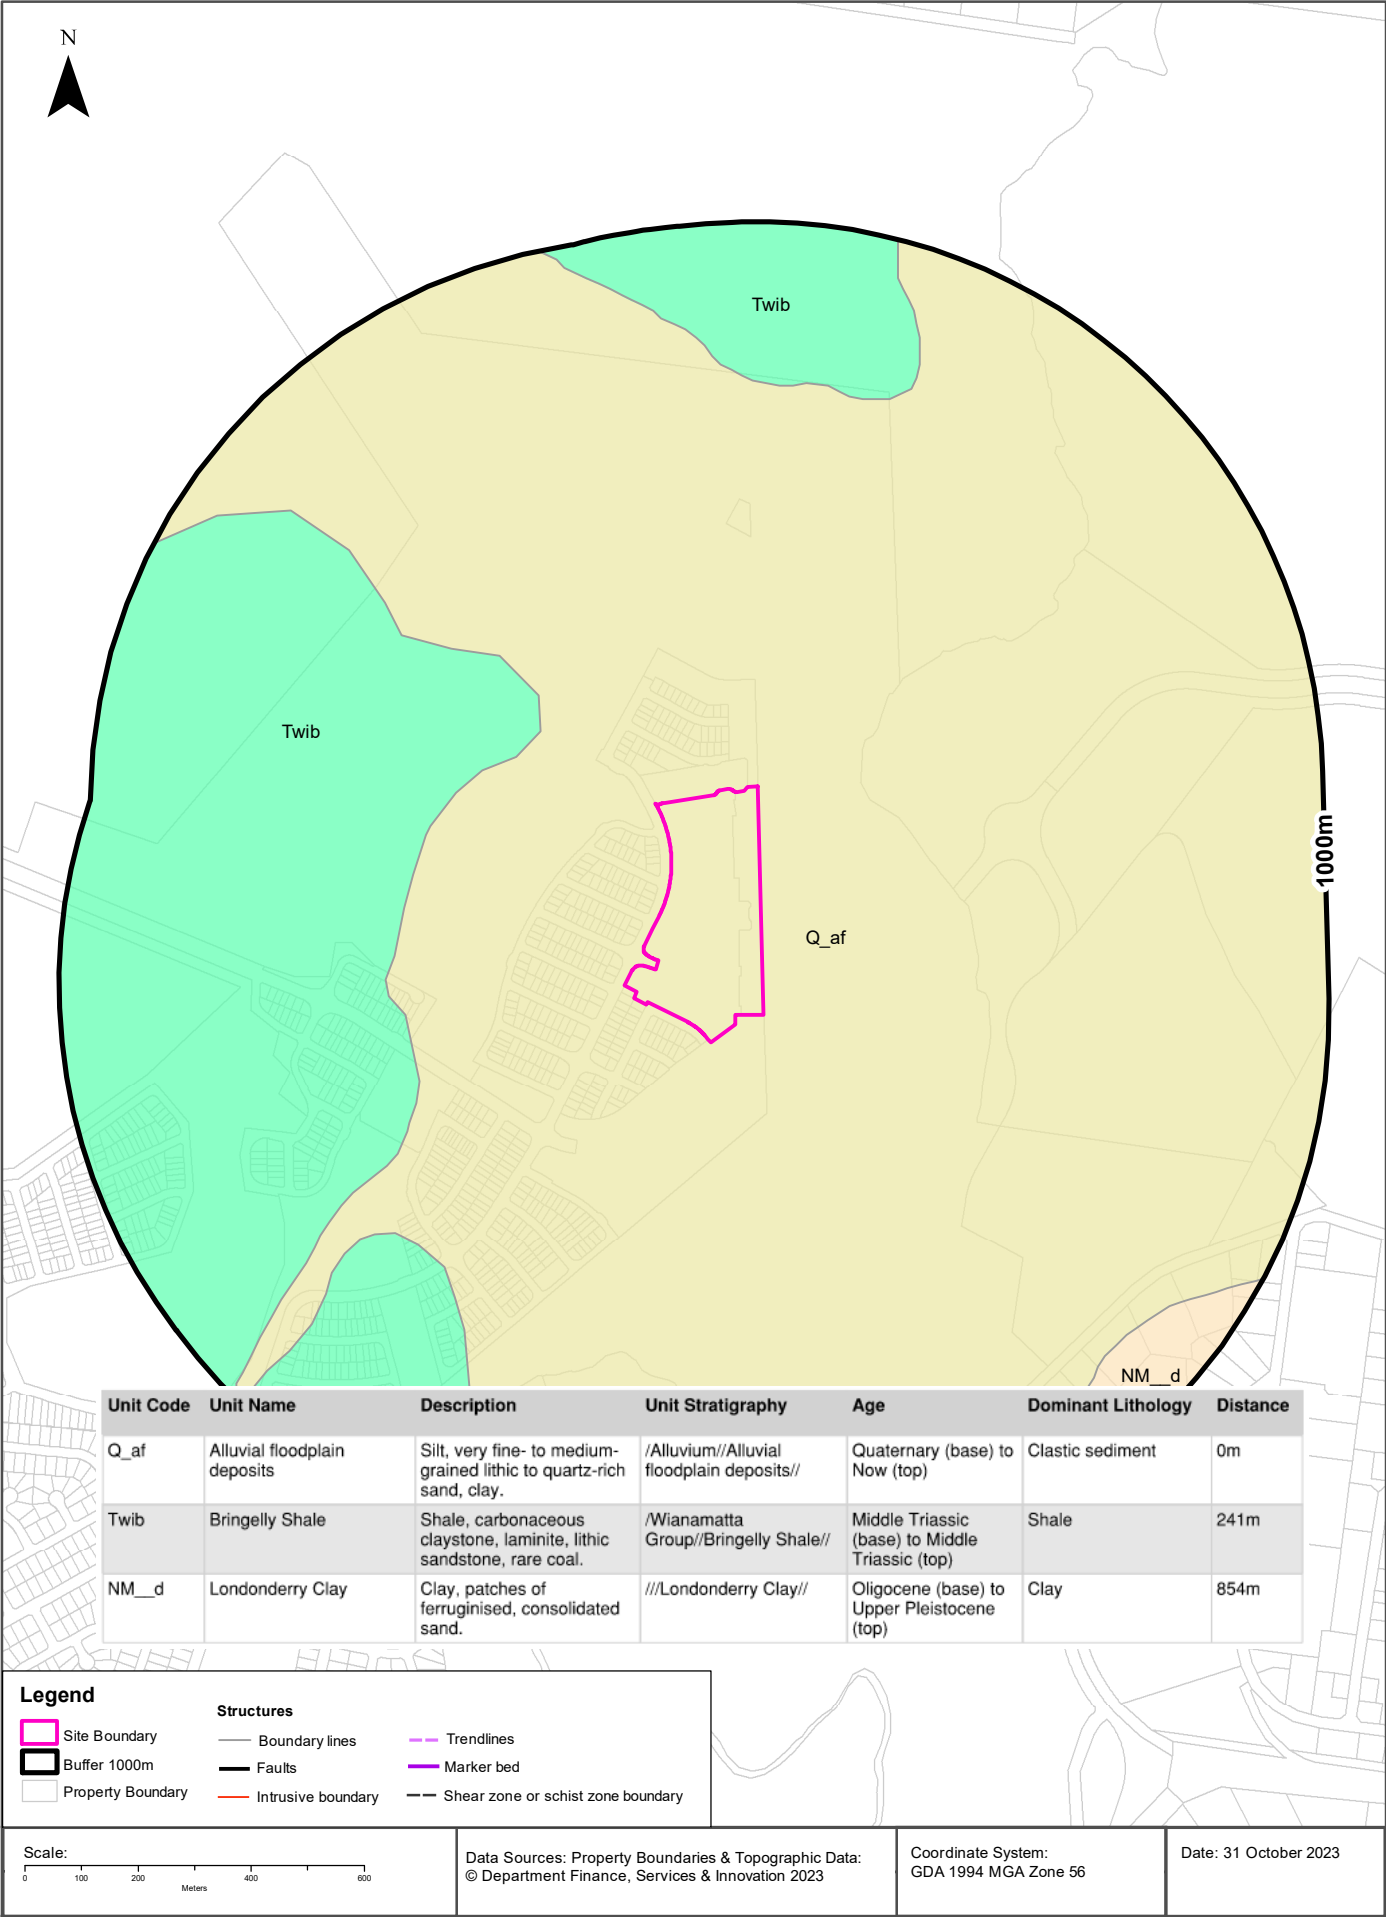 N
Twib
Twib
1000m
Q_af
NM__d
Unit Code Unit Name Description Unit Stratigraphy Age Dominant Lithology Distance
Q_af Alluvial floodplain Silt, very fine- to medium- /Alluvium//Alluvial Quaternary (base) to Clastic sediment 0m
deposits grained lithic to quartz-rich floodplain deposits// Now (top)
sand, clay.
Twib Bringelly Shale Shale, carbonaceous /Wianamatta Middle Triassic Shale 241m
claystone, laminite, lithic Group//Bringelly Shale// (base) to Middle
sandstone, rare coal. Triassic (top)
NM__d Londonderry Clay Clay, patches of ///Londonderry Clay// Oligocene (base) to Clay 854m
ferruginised, consolidated Upper Pleistocene
sand. (top)
Legend
Site Boundary
Buffer 1000m
Property Boundary
Structures
Boundary lines
Faults
Intrusive boundary
Trendlines
Marker bed
Shear zone or schist zone boundary
Scale:
0 100 200 400 600
Meters
Data Sources: Property Boundaries & Topographic Data:
© Department Finance, Services & Innovation 2023
Coordinate System:
GDA 1994 MGA Zone 56
Date: 31 October 2023